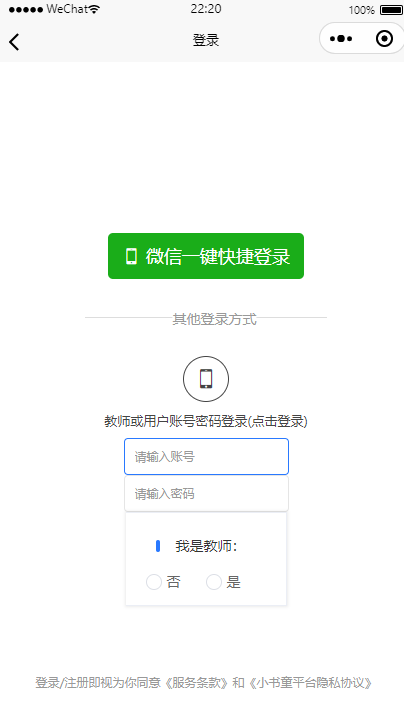 WeChat 22:20 100%
登录
微信一键快捷登录
其他登录方式
教师或用户账号密码登录(点击登录)
请输入账号
请输入密码
我是教师:
否 是
登录/注册即视为你同意《服务条款》和《小书童平台隐私协议》